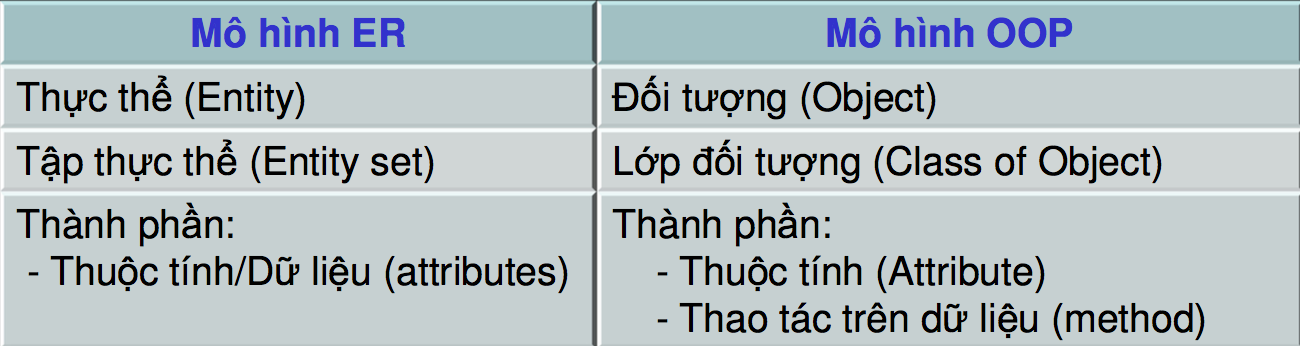 Mô hình ER
Mô hình OOP
Thực thể (Entity)
Đối tượng (Object)
Tập thực thể (Entity set)
Lớp đối tượng (Class of Object)
Thành phần:
- Thuộc tính/Dữ liệu (attributes)
Thành phần:
- Thuộc tính (Attribute)
- Thao tác trên dữ liệu (method)